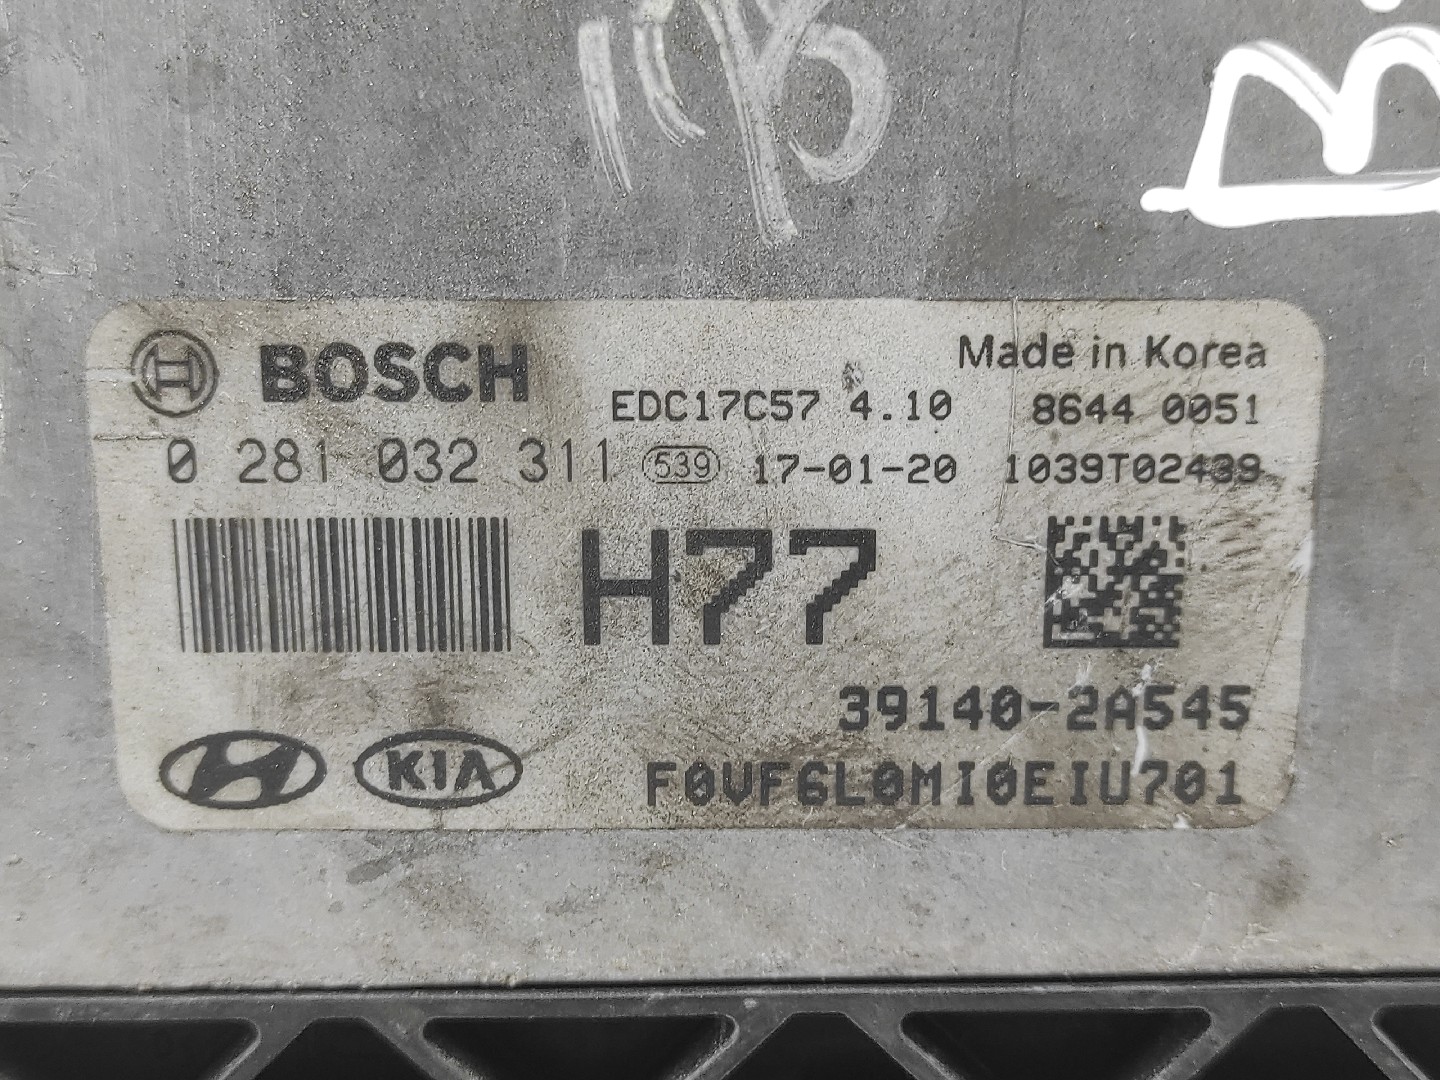 BOSCH
Made in Korea
EDC17C57 4.10 8644 0051
0 281 032 311 539 17-01-20 1039T02439
H77
39140-2A545
KIA
F0VF6L0MI0EIU701